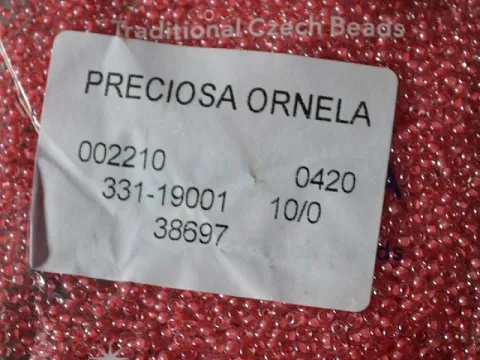 Traditional Czech Beads
PRECIOSA ORNELA
002210 0420
331-19001 10/0
38697